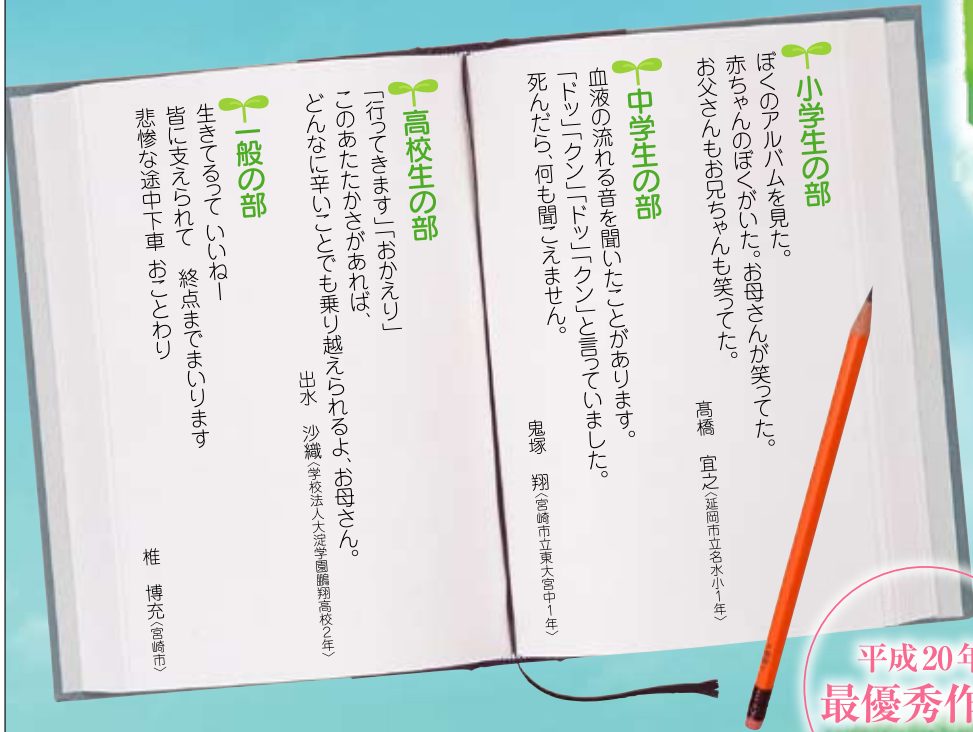 小学生の部
ぼくのアルバムを見た。
赤ちゃんのぼくがいた。お母さんが笑ってた。
お父さんもお兄ちゃんも笑ってた。
髙橋 宜之〈延岡市立名水小1年〉
中学生の部
血液の流れる音を聞いたことがあります。
「ドッ」「クン」「ドッ」「クン」と言っていました。
死んだら、何も聞こえません。
鬼塚 翔〈宮崎市立東大宮中1年〉
高校生の部
「行ってきます」「おかえり」
このあたたかさがあれば、
どんなに辛いことでも乗り越えられるよ、お母さん。
出水 沙織〈学校法人大淀学園鵬翔高校2年〉
一般の部
生きてるって いいねー
皆に支えられて 終点までまいります
悲惨な途中下車 おことわり
椎 博充〈宮崎市〉
平成20年
最優秀作